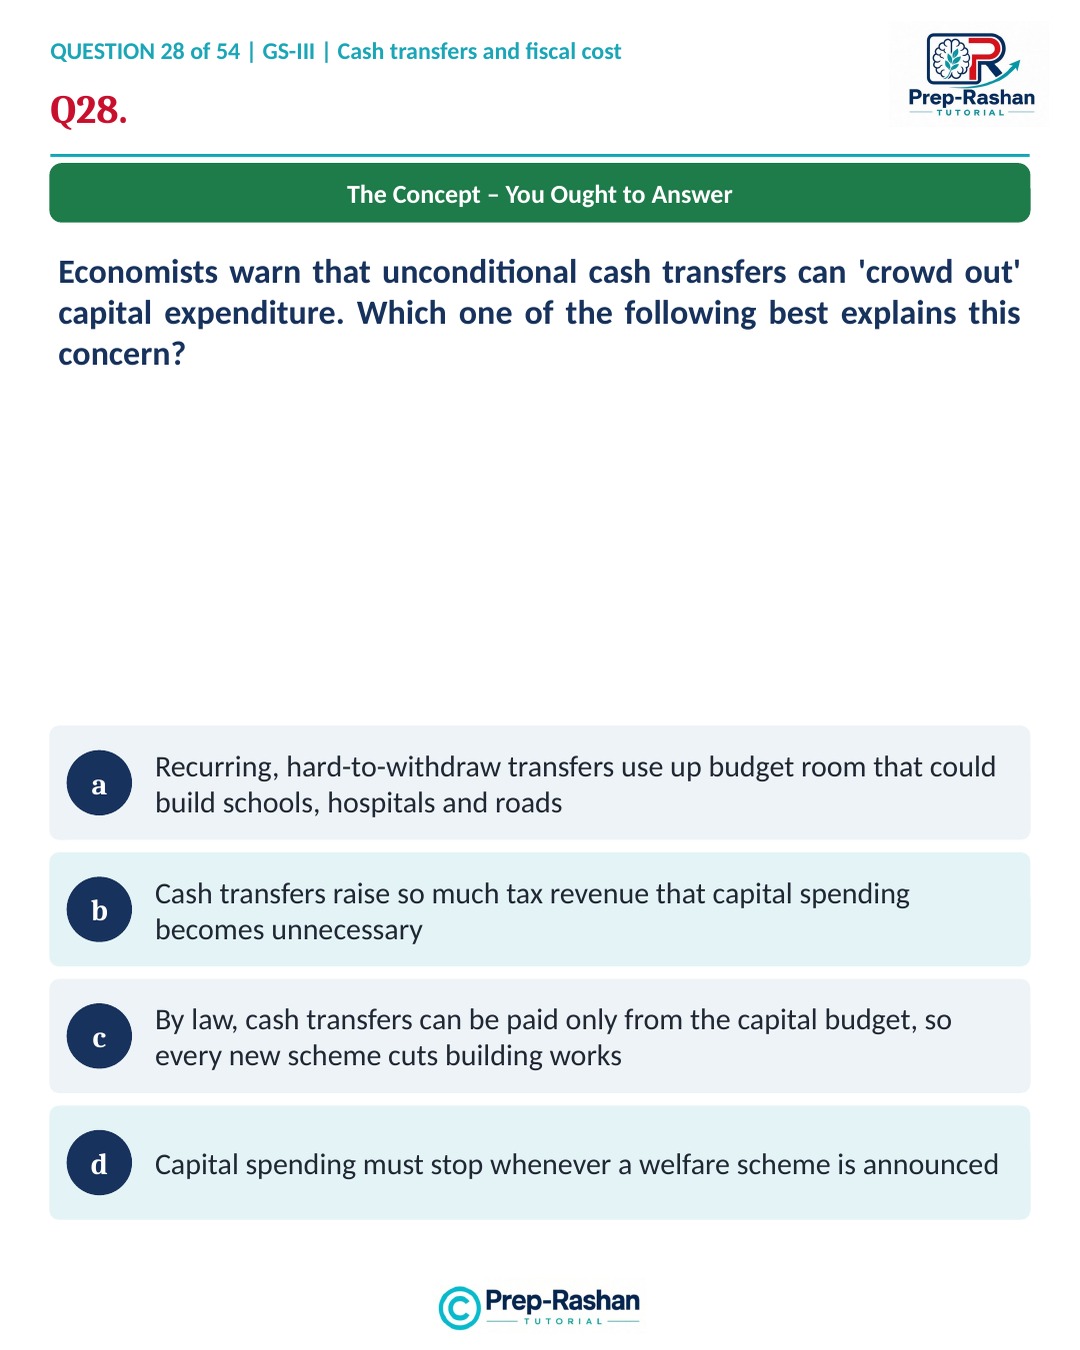 QUESTION 28 of 54 | GS-III | Cash transfers and fiscal cost
Q28.
R
Prep-Rashan
TUTORIAL
The Concept – You Ought to Answer
Economists warn that unconditional cash transfers can 'crowd out'
capital expenditure. Which one of the following best explains this
concern?
a
Recurring, hard-to-withdraw transfers use up budget room that could
build schools, hospitals and roads
b
Cash transfers raise so much tax revenue that capital spending
becomes unnecessary
c
By law, cash transfers can be paid only from the capital budget, so
every new scheme cuts building works
d
Capital spending must stop whenever a welfare scheme is announced
© Prep-Rashan
TUTORIAL